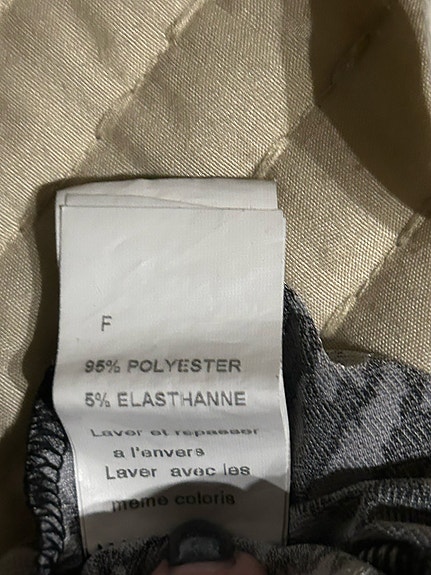 F
95% POLYESTER
5% ELASTHANNE
Laver et repasser
a l'envers
Laver avec les
meme coloris